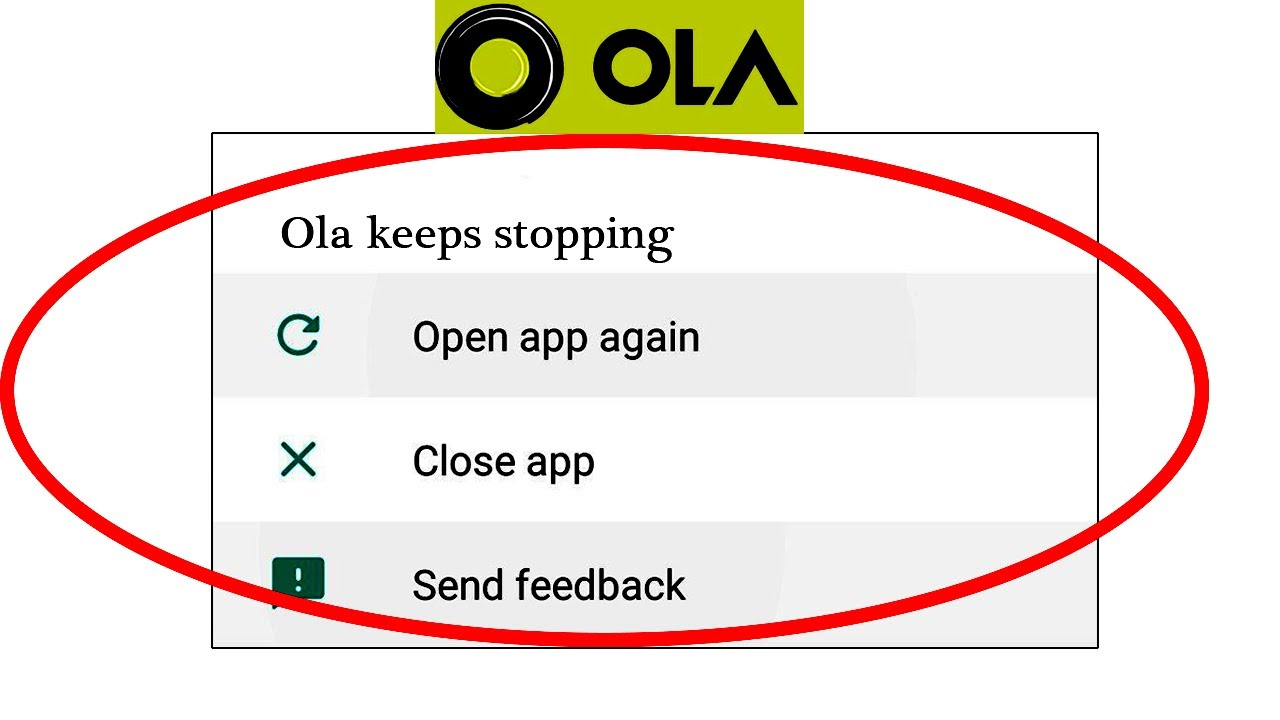 OLA
Ola keeps stopping
Open app again
Close app
Send feedback